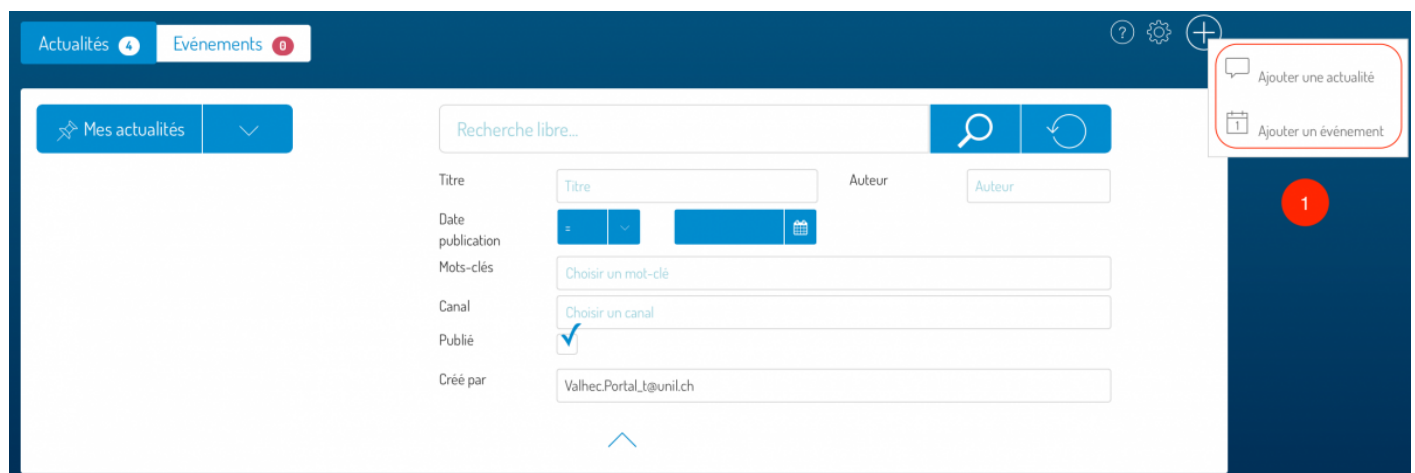 Actualités 4 Evénements 0
?
Ajouter une actualité
1 Ajouter un événement
1
Mes actualités
Recherche libre...
Titre Titre Auteur Auteur
Date
publication = 
Mots-clés Choisir un mot-clé
Canal Choisir un canal
Publié
Créé par Valhec.Portal_t@unil.ch